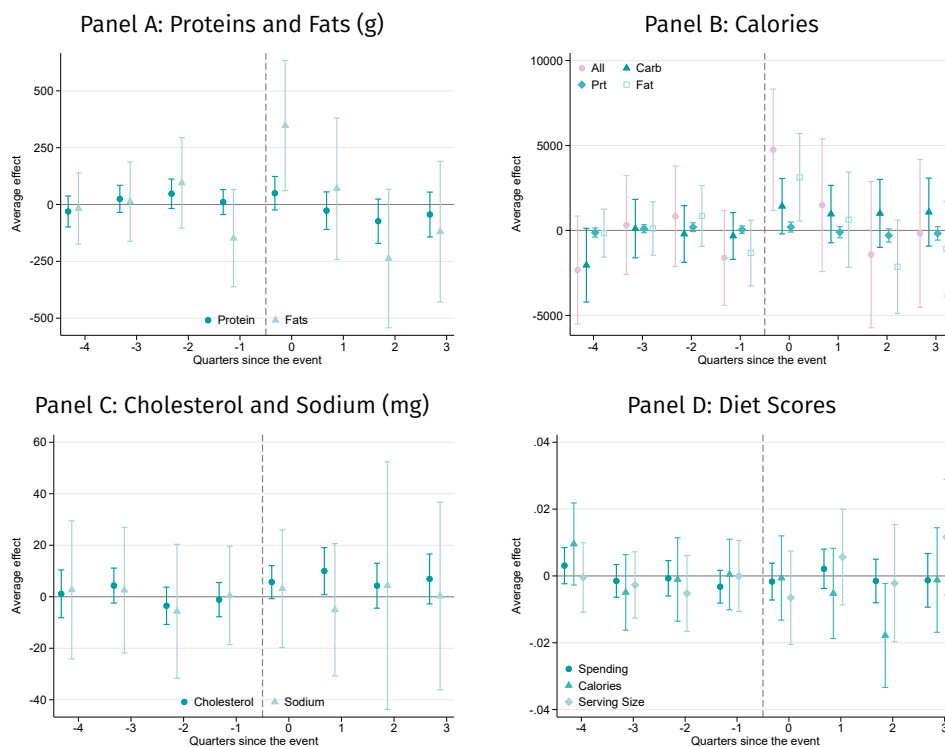 Panel A: Proteins and Fats (g)
Average effect
500
250
0
-250
-500
Protein Fats
-4 -3 -2 -1 0 1 2 3
Quarters since the event
Panel B: Calories
Average effect
10000
5000
0
-5000
All Carb
Prt Fat
-4 -3 -2 -1 0 1 2 3
Quarters since the event
Panel C: Cholesterol and Sodium (mg)
Average effect
60
40
20
0
-20
-40
Cholesterol Sodium
-4 -3 -2 -1 0 1 2 3
Quarters since the event
Panel D: Diet Scores
Average effect
.04
.02
0
-.02
-.04
Spending
Calories
Serving Size
-4 -3 -2 -1 0 1 2 3
Quarters since the event